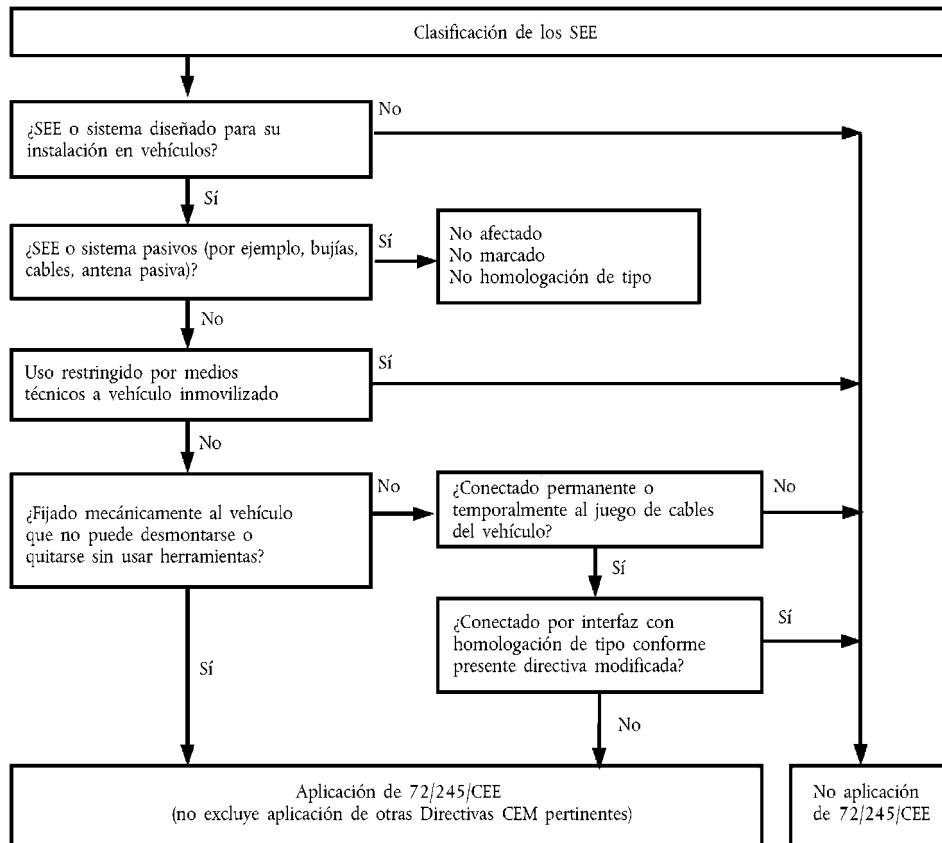 Clasificación de los SEE
No
¿SEE o sistema diseñado para su
instalación en vehículos?
Sí
¿SEE o sistema pasivos (por ejemplo, bujías,
cables, antena pasiva)?
Sí
No afectado
No marcado
No homologación de tipo
No
Uso restringido por medios
técnicos a vehículo inmovilizado
Sí
No
¿Fijado mecánicamente al vehículo
que no puede desmontarse o
quitarse sin usar herramientas?
No
¿Conectado permanente o
temporalmente al juego de cables
del vehículo?
No
Sí
¿Conectado por interfaz con
homologación de tipo conforme
presente directiva modificada?
Sí
Sí
No
Aplicación de 72/245/CEE
(no excluye aplicación de otras Directivas CEM pertinentes)
No aplicación
de 72/245/CEE